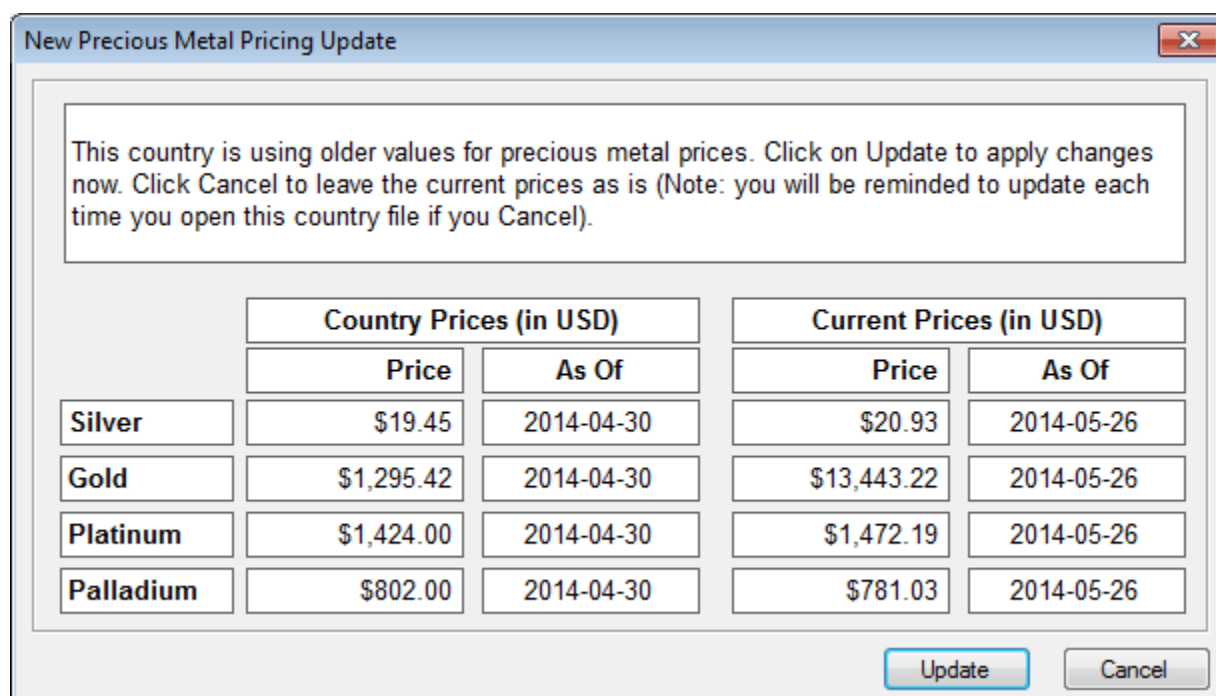 New Precious Metal Pricing Update
This country is using older values for precious metal prices. Click on Update to apply changes
now. Click Cancel to leave the current prices as is (Note: you will be reminded to update each
time you open this country file if you Cancel).
Country Prices (in USD) Current Prices (in USD)
Price As Of Price As Of
Silver $19.45 2014-04-30 $20.93 2014-05-26
Gold $1,295.42 2014-04-30 $13,443.22 2014-05-26
Platinum $1,424.00 2014-04-30 $1,472.19 2014-05-26
Palladium $802.00 2014-04-30 $781.03 2014-05-26
Update Cancel